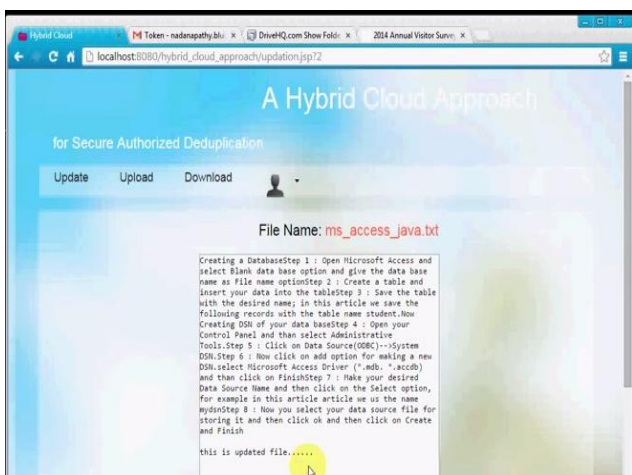 Hybrid Cloud
Token - nadanapathy.blu
DriveHQ.com Show Folde
2014 Annual Visitor Surve
localhost:8080/hybrid_cloud_approach/updation.jsp?2
A Hybrid Cloud Approach
for Secure Authorized Deduplication
Update Upload Download
File Name: ms_access_java.txt
Creating a DatabaseStep 1 : Open Microsoft Access and
select Blank data base option and give the data base
name as File name optionStep 2 : Create a table and
insert your data into the tableStep 3 : Save the table
with the desired name; in this article we save the
following records with the table name student.Now
Creating DSN of your data baseStep 4 : Open your
Control Panel and than select Administrative
Tools.Step 5 : Click on Data Source(ODBC)-->System
DSN.Step 6 : Now click on add option for making a new
DSN.select Microsoft Access Driver (*.mdb. *.accdb)
and than click on FinishStep 7 : Make your desired
Data Source Name and then click on the Select option,
for example in this article article we us the name
mydsnStep 8 : Now you select your data source file for
storing it and then click ok and then click on Create
and Finish
this is updated file......